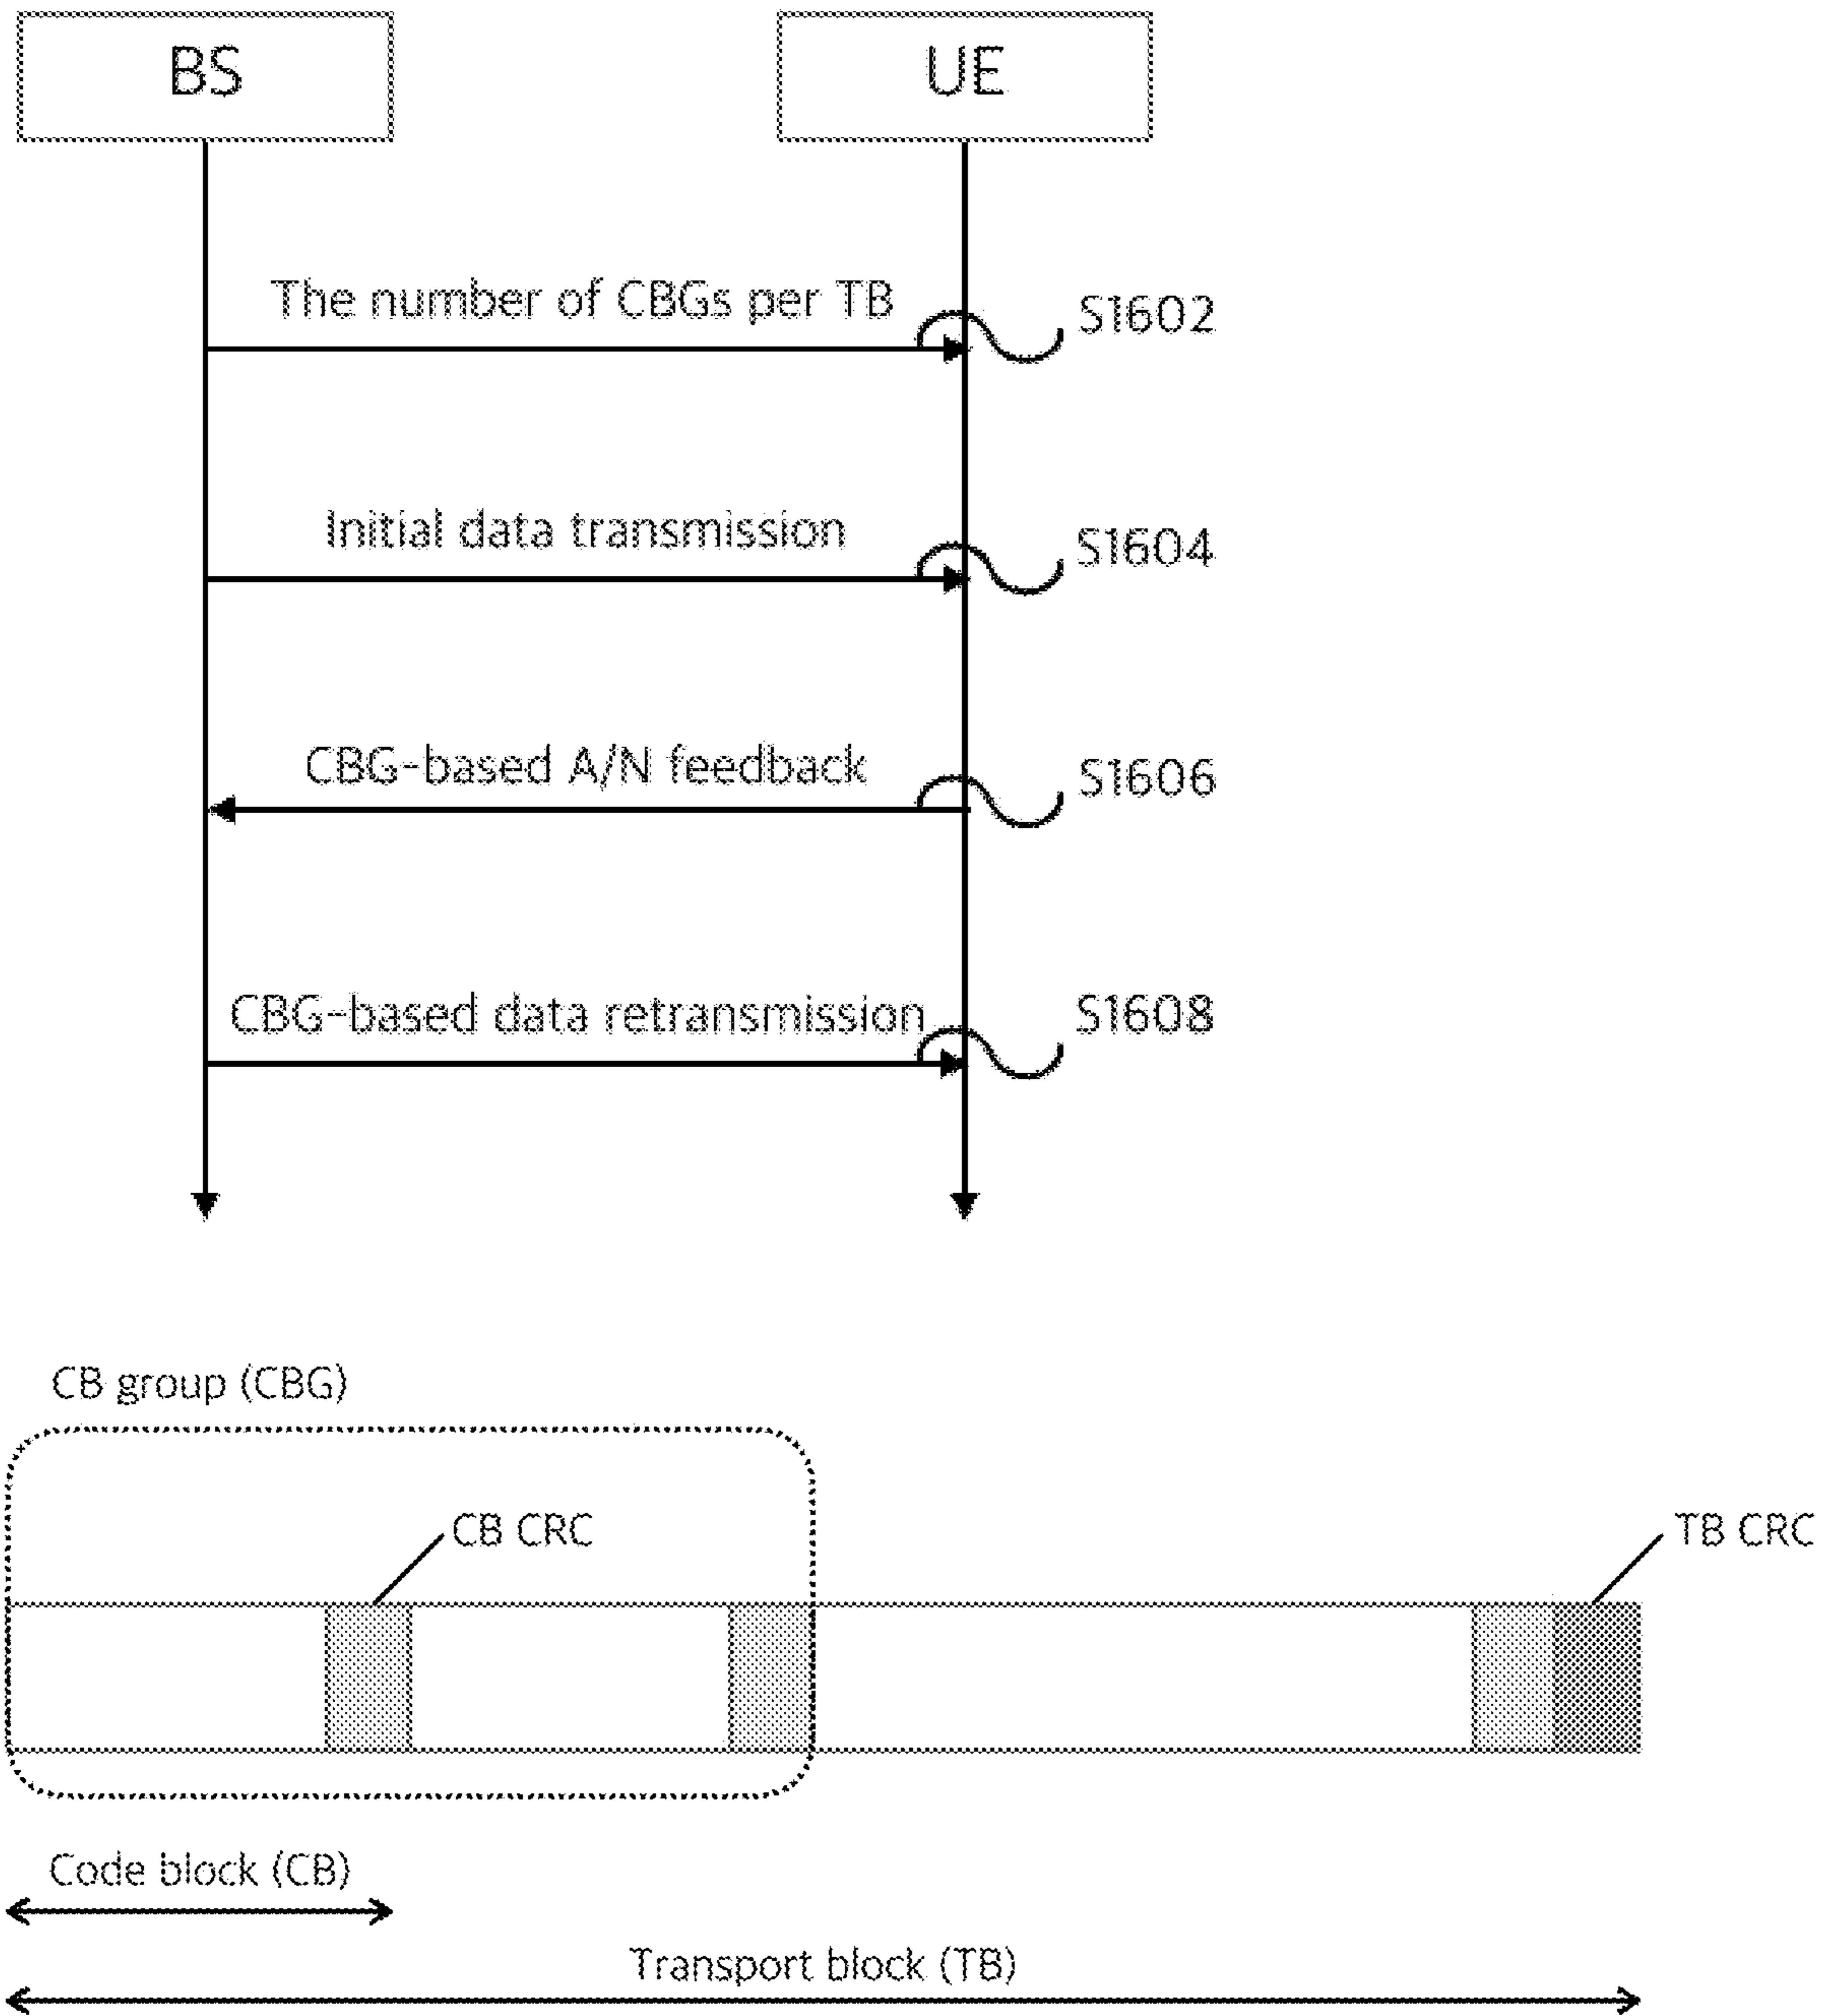 BS
UE
The number of CBGs per TB
S1602
Initial data transmission
S1604
CBG-based A/N feedback
S1606
CBG-based data retransmission
S1608
CB group (CBG)
CB CRC
TB CRC
Code block (CB)
Transport block (TB)